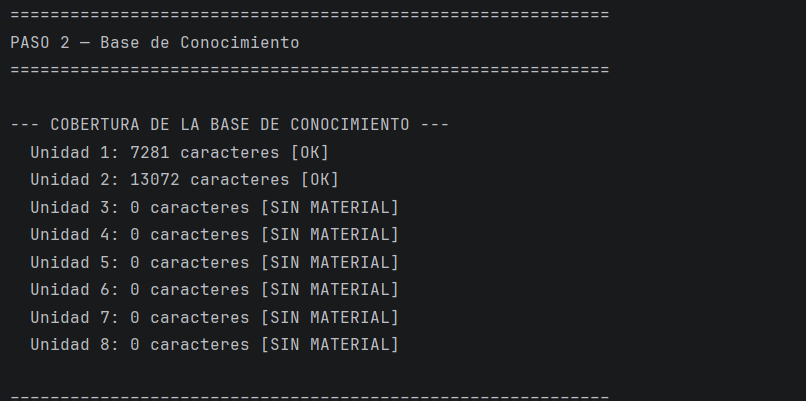 ============================================================
PASO 2 — Base de Conocimiento
============================================================
--- COBERTURA DE LA BASE DE CONOCIMIENTO ---
Unidad 1: 7281 caracteres [OK]
Unidad 2: 13072 caracteres [OK]
Unidad 3: 0 caracteres [SIN MATERIAL]
Unidad 4: 0 caracteres [SIN MATERIAL]
Unidad 5: 0 caracteres [SIN MATERIAL]
Unidad 6: 0 caracteres [SIN MATERIAL]
Unidad 7: 0 caracteres [SIN MATERIAL]
Unidad 8: 0 caracteres [SIN MATERIAL]
============================================================